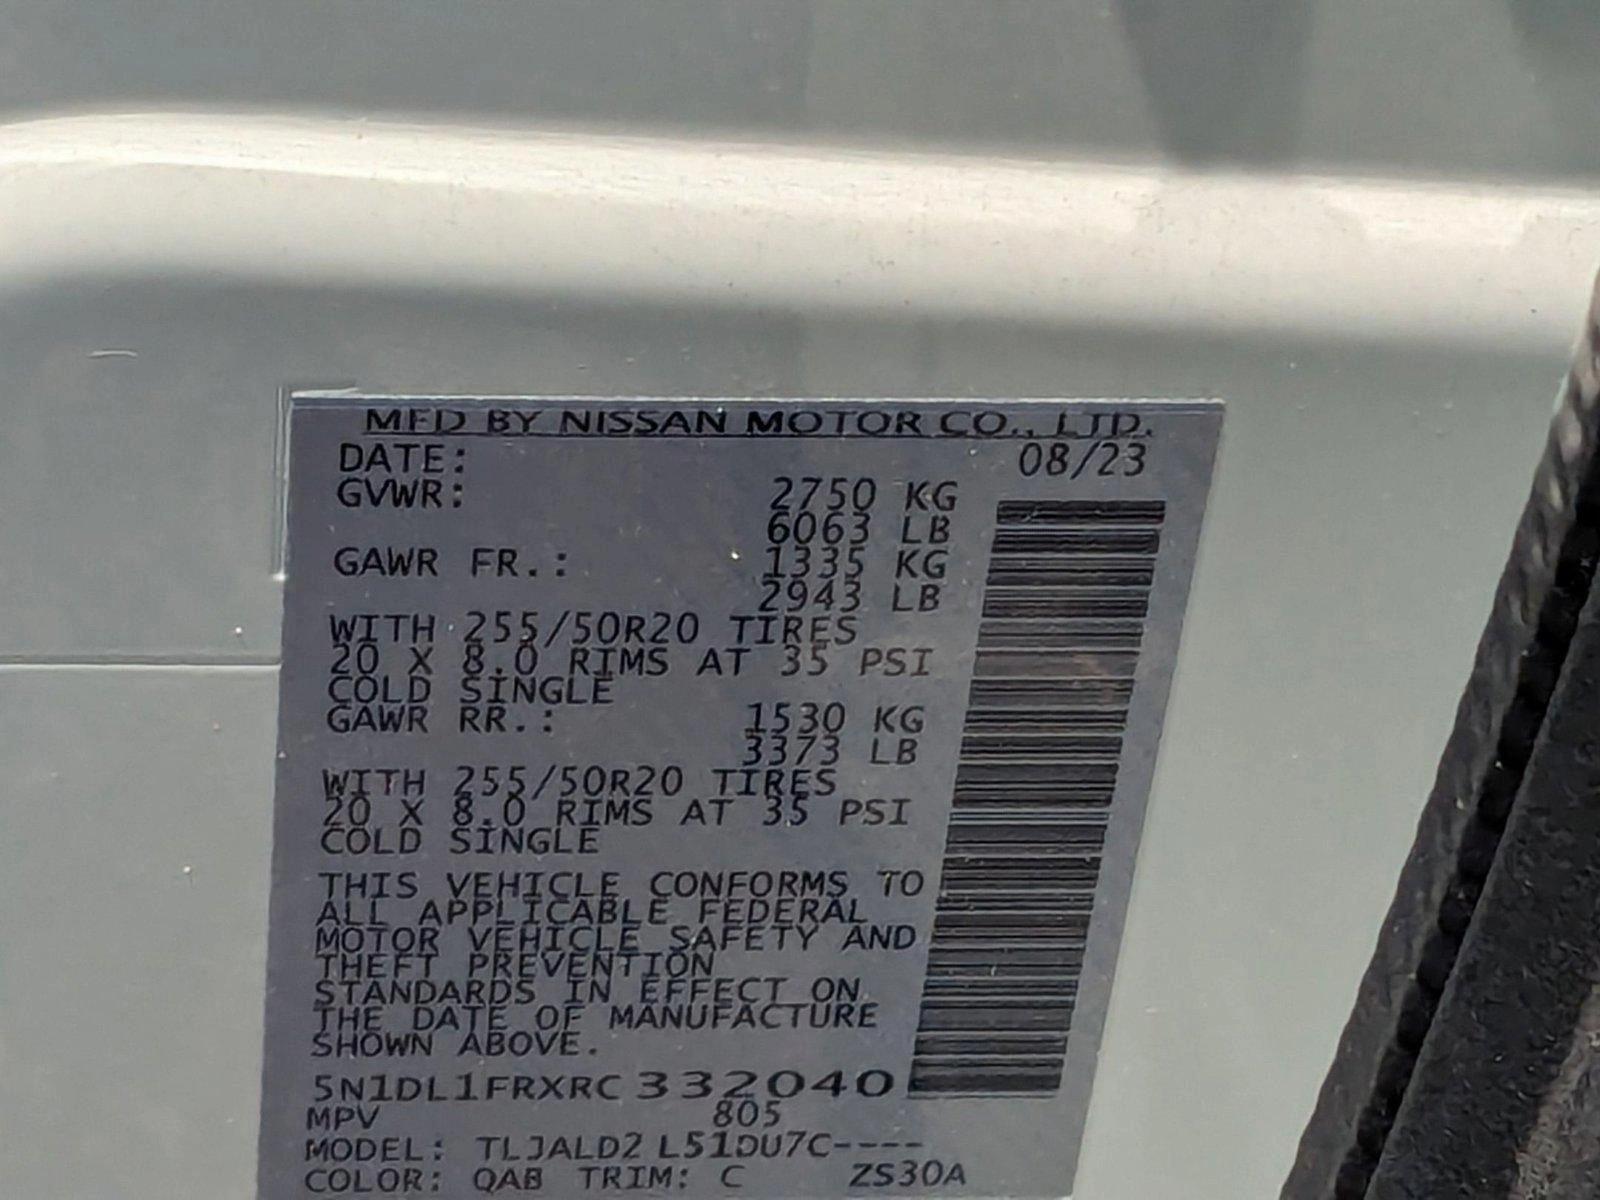 MFD BY NISSAN MOTOR CO., LTD.
DATE: 08/23
GVWR: 2750 KG
6063 LB
GAWR FR.: 1335 KG
2943 LB
WITH 255/50R20 TIRES
20 X 8.0 RIMS AT 35 PSI
COLD SINGLE
GAWR RR.: 1530 KG
3373 LB
WITH 255/50R20 TIRES
20 X 8.0 RIMS AT 35 PSI
COLD SINGLE
THIS VEHICLE CONFORMS TO
ALL APPLICABLE FEDERAL
MOTOR VEHICLE SAFETY AND
THEFT PREVENTION
STANDARDS IN EFFECT ON
THE DATE OF MANUFACTURE
SHOWN ABOVE.
5N1DL1FRXRC332040
MPV 805
MODEL: TLJALD2 L51DU7C----
COLOR: QAB TRIM: C ZS30A